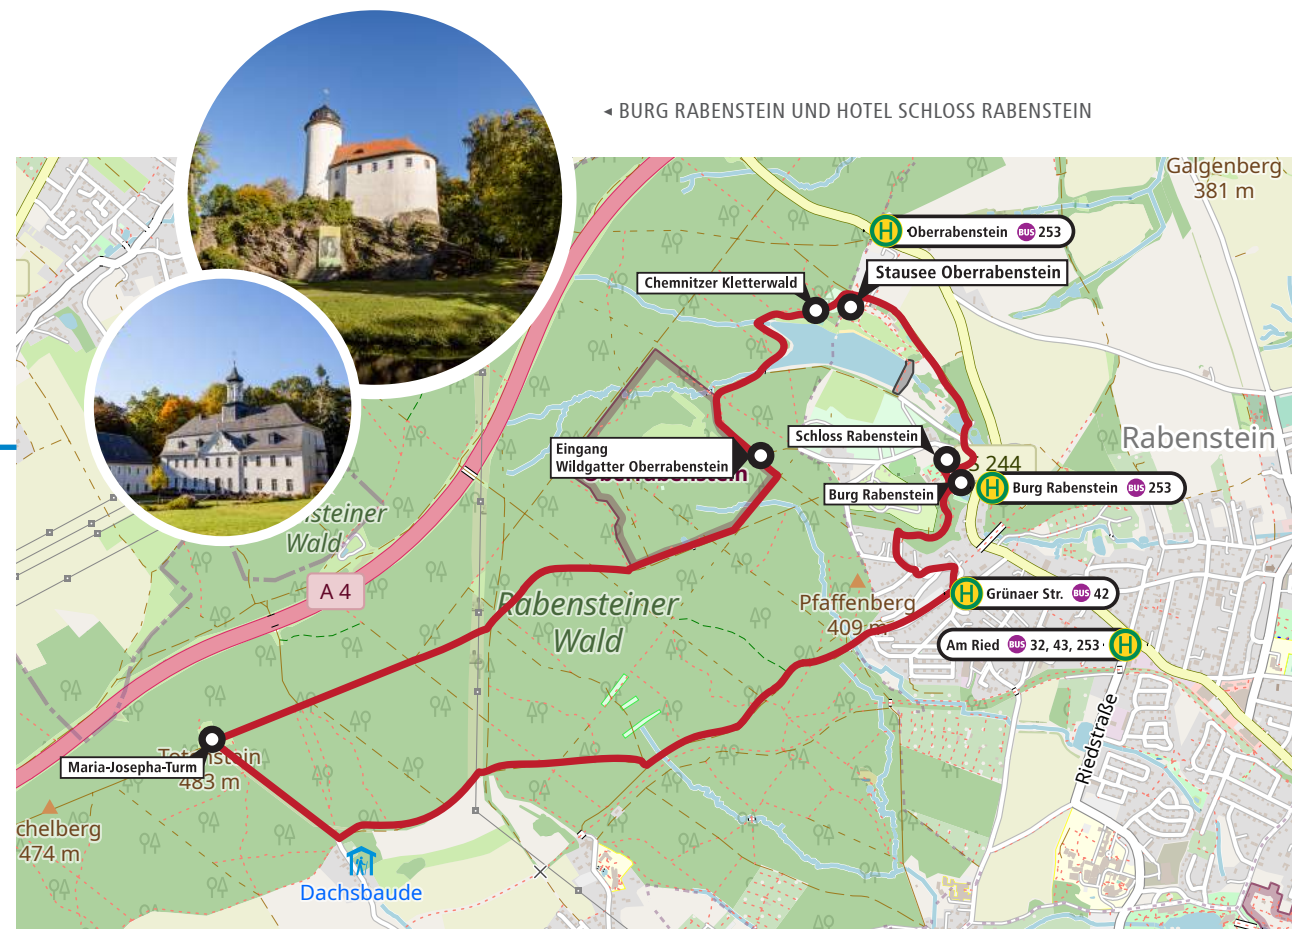 ◂ BURG RABENSTEIN UND HOTEL SCHLOSS RABENSTEIN
Galgenberg
381 m
H Oberrabenstein BUS 253
Stausee Oberrabenstein
Chemnitzer Kletterwald
Schloss Rabenstein
Rabenstein
Eingang
Wildgatter Oberrabenstein
Oberrabenstein
S 244
Burg Rabenstein
H Burg Rabenstein BUS 253
Wald
A 4
Rabensteiner
Wald
Pfaffenberg
409 m
H Grünaer Str. BUS 42
Am Ried BUS 32, 43, 253 H
Riedstraße
Maria-Josepha-Turm
483 m
474 m
Dachsbaude